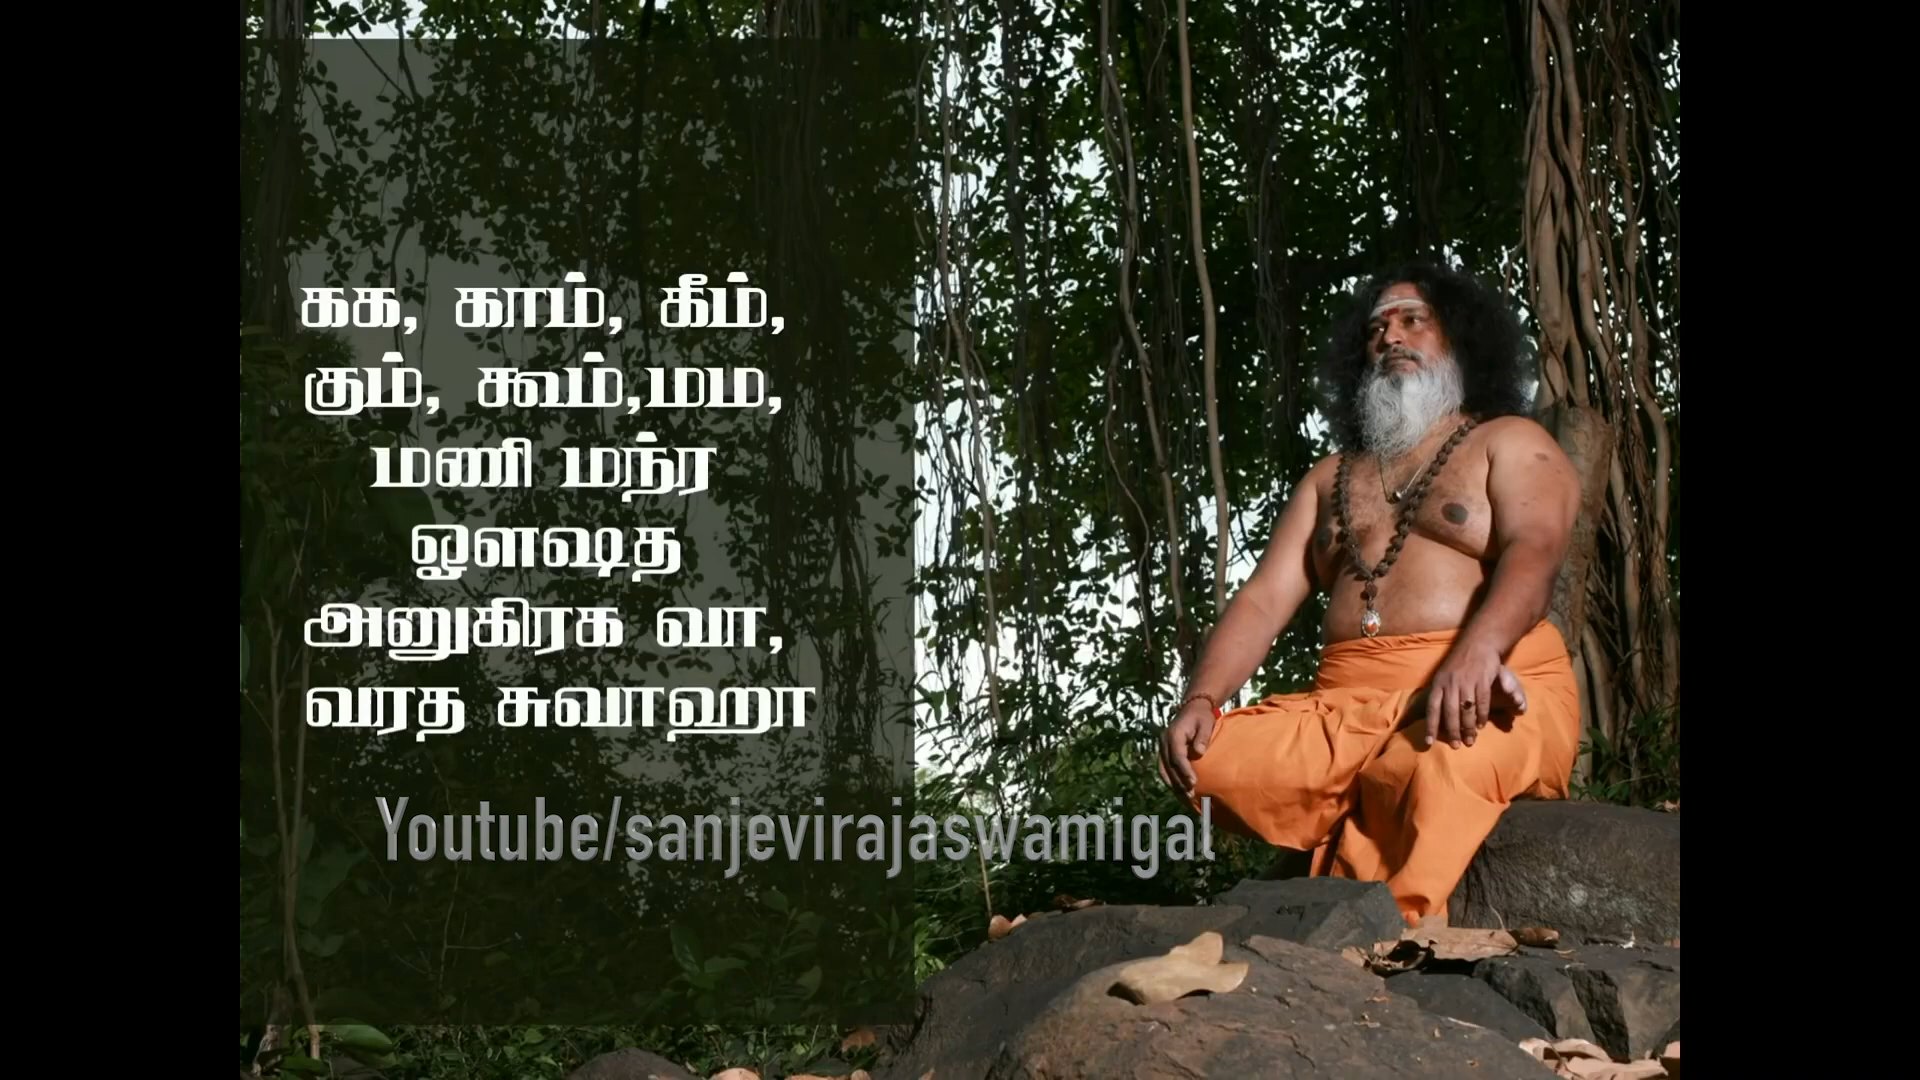 கக, காம், கீம்,
கும், கூம்,மம,
மணி மந்ர
ஔஷத
அனுகிரக வா,
வரத சுவாஹா
Youtube/sanjevirajaswamigal